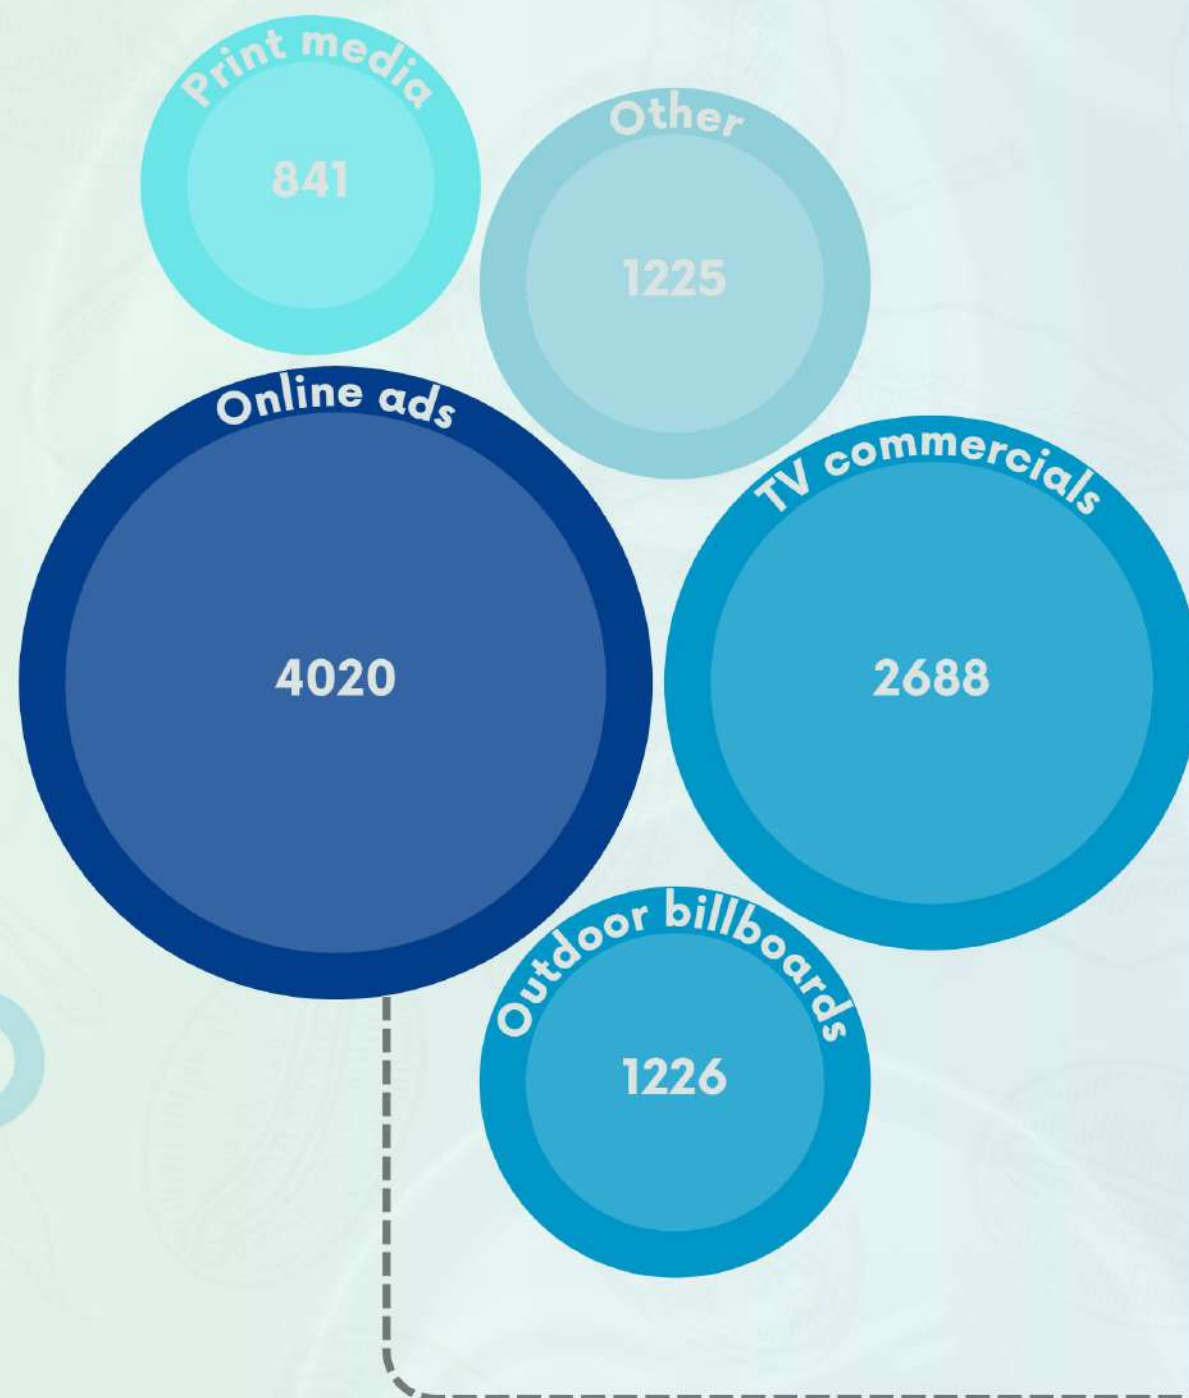 Print media
841
Other
1225
Online ads
4020
TV commercials
2688
Outdoor billboards
1226